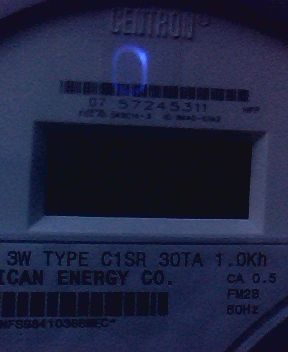 CENTRON
07 57245311
3W TYPE C1SR 30TA 1.0Kh
ICAN ENERGY CO.
CA 0.5
FM2S
60Hz